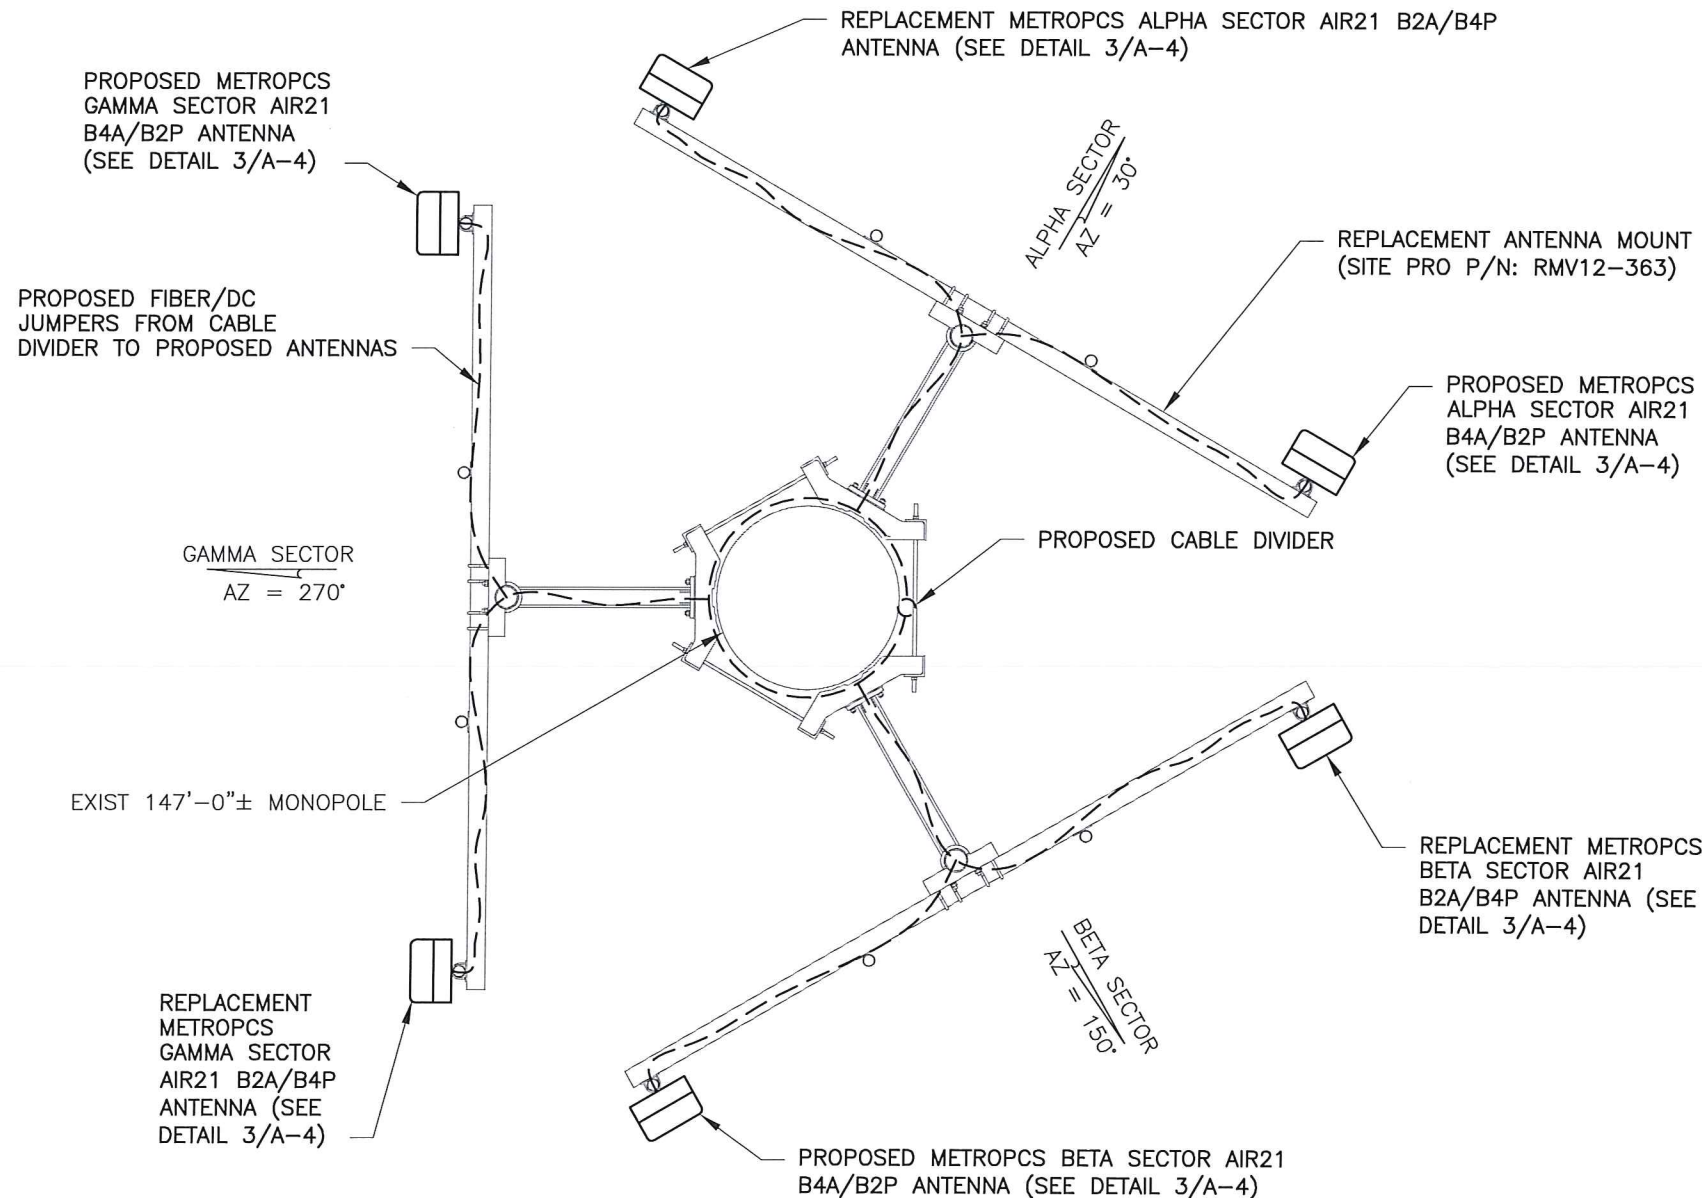 REPLACEMENT METROPCS ALPHA SECTOR AIR21 B2A/B4P
ANTENNA (SEE DETAIL 3/A-4)
PROPOSED METROPCS
GAMMA SECTOR AIR21
B4A/B2P ANTENNA
(SEE DETAIL 3/A-4)
ALPHA SECTOR
AZ = 30°
REPLACEMENT ANTENNA MOUNT
(SITE PRO P/N: RMV12-363)
PROPOSED FIBER/DC
JUMPERS FROM CABLE
DIVIDER TO PROPOSED ANTENNAS
PROPOSED METROPCS
ALPHA SECTOR AIR21
B4A/B2P ANTENNA
(SEE DETAIL 3/A-4)
PROPOSED CABLE DIVIDER
GAMMA SECTOR
AZ = 270°
EXIST 147'-0"± MONOPOLE
REPLACEMENT METROPCS
BETA SECTOR AIR21
B2A/B4P ANTENNA (SEE
DETAIL 3/A-4)
BETA SECTOR
AZ = 150°
REPLACEMENT
METROPCS
GAMMA SECTOR
AIR21 B2A/B4P
ANTENNA (SEE
DETAIL 3/A-4)
PROPOSED METROPCS BETA SECTOR AIR21
B4A/B2P ANTENNA (SEE DETAIL 3/A-4)